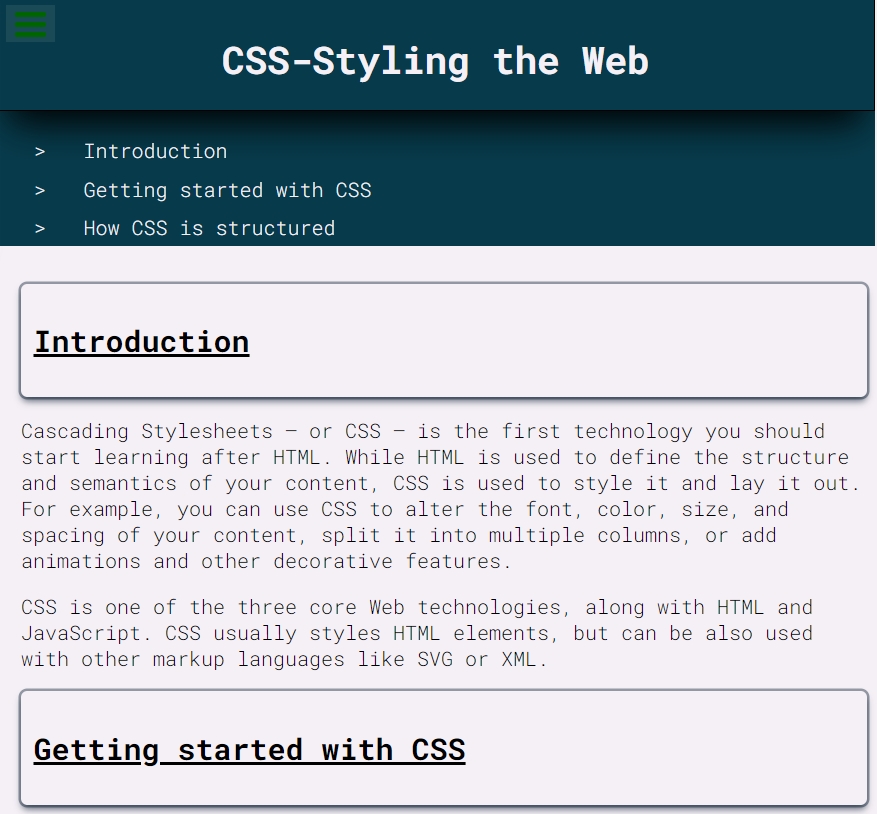 CSS-Styling the Web
> Introduction
> Getting started with CSS
> How CSS is structured
Introduction
Cascading Stylesheets — or CSS — is the first technology you should
start learning after HTML. While HTML is used to define the structure
and semantics of your content, CSS is used to style it and lay it out.
For example, you can use CSS to alter the font, color, size, and
spacing of your content, split it into multiple columns, or add
animations and other decorative features.
CSS is one of the three core Web technologies, along with HTML and
JavaScript. CSS usually styles HTML elements, but can be also used
with other markup languages like SVG or XML.
Getting started with CSS